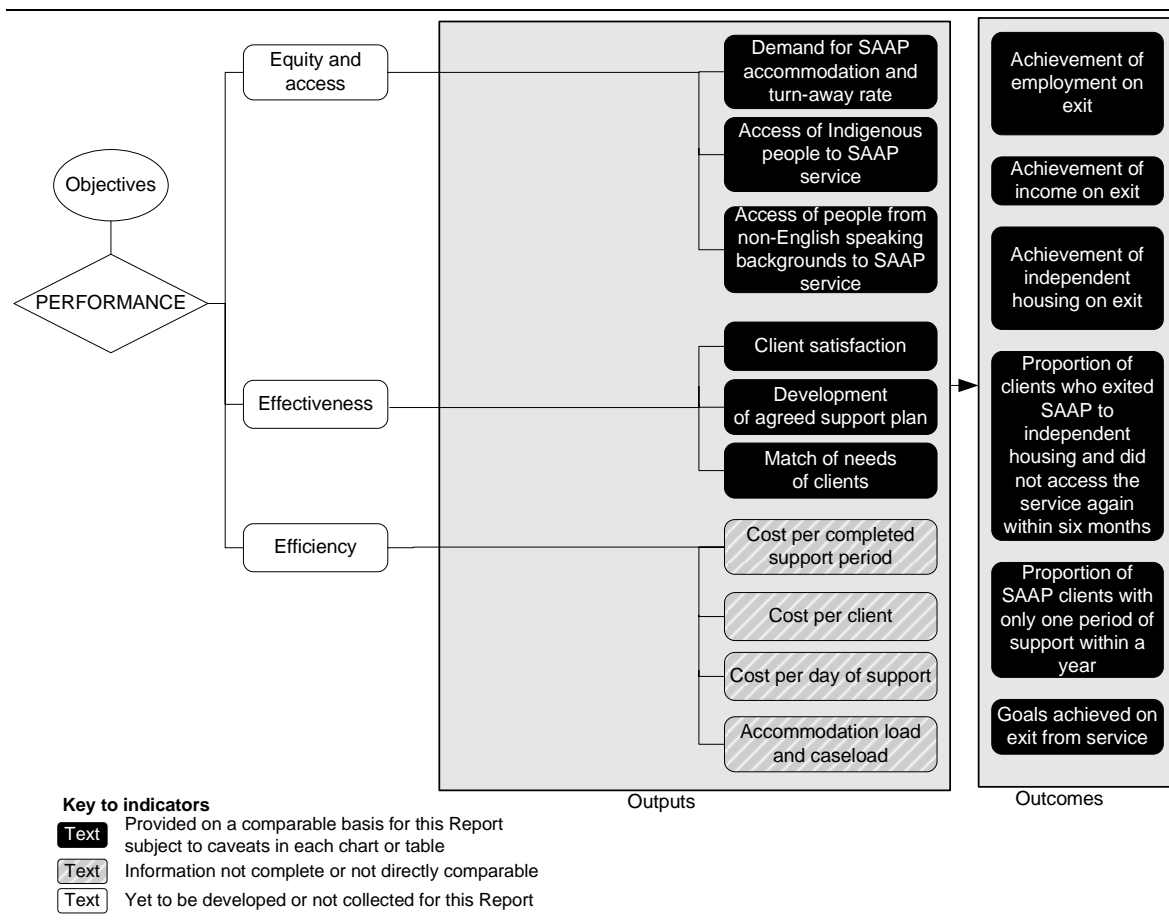 Objectives
PERFORMANCE
Equity and
access
Effectiveness
Efficiency
Demand for SAAP
accommodation and
turn-away rate
Access of Indigenous
people to SAAP
service
Access of people from
non-English speaking
backgrounds to SAAP
service
Client satisfaction
Development
of agreed support plan
Match of needs
of clients
Cost per completed
support period
Cost per client
Cost per day of support
Accommodation load
and caseload
Outputs
Achievement of
employment on
exit
Achievement of
income on exit
Achievement of
independent
housing on exit
Proportion of
clients who exited
SAAP to
independent
housing and did
not access the
service again
within six months
Proportion of
SAAP clients with
only one period of
support within a
year
Goals achieved on
exit from service
Outcomes
Key to indicators
Text
Provided on a comparable basis for this Report
subject to caveats in each chart or table
Text
Information not complete or not directly comparable
Text
Yet to be developed or not collected for this Report